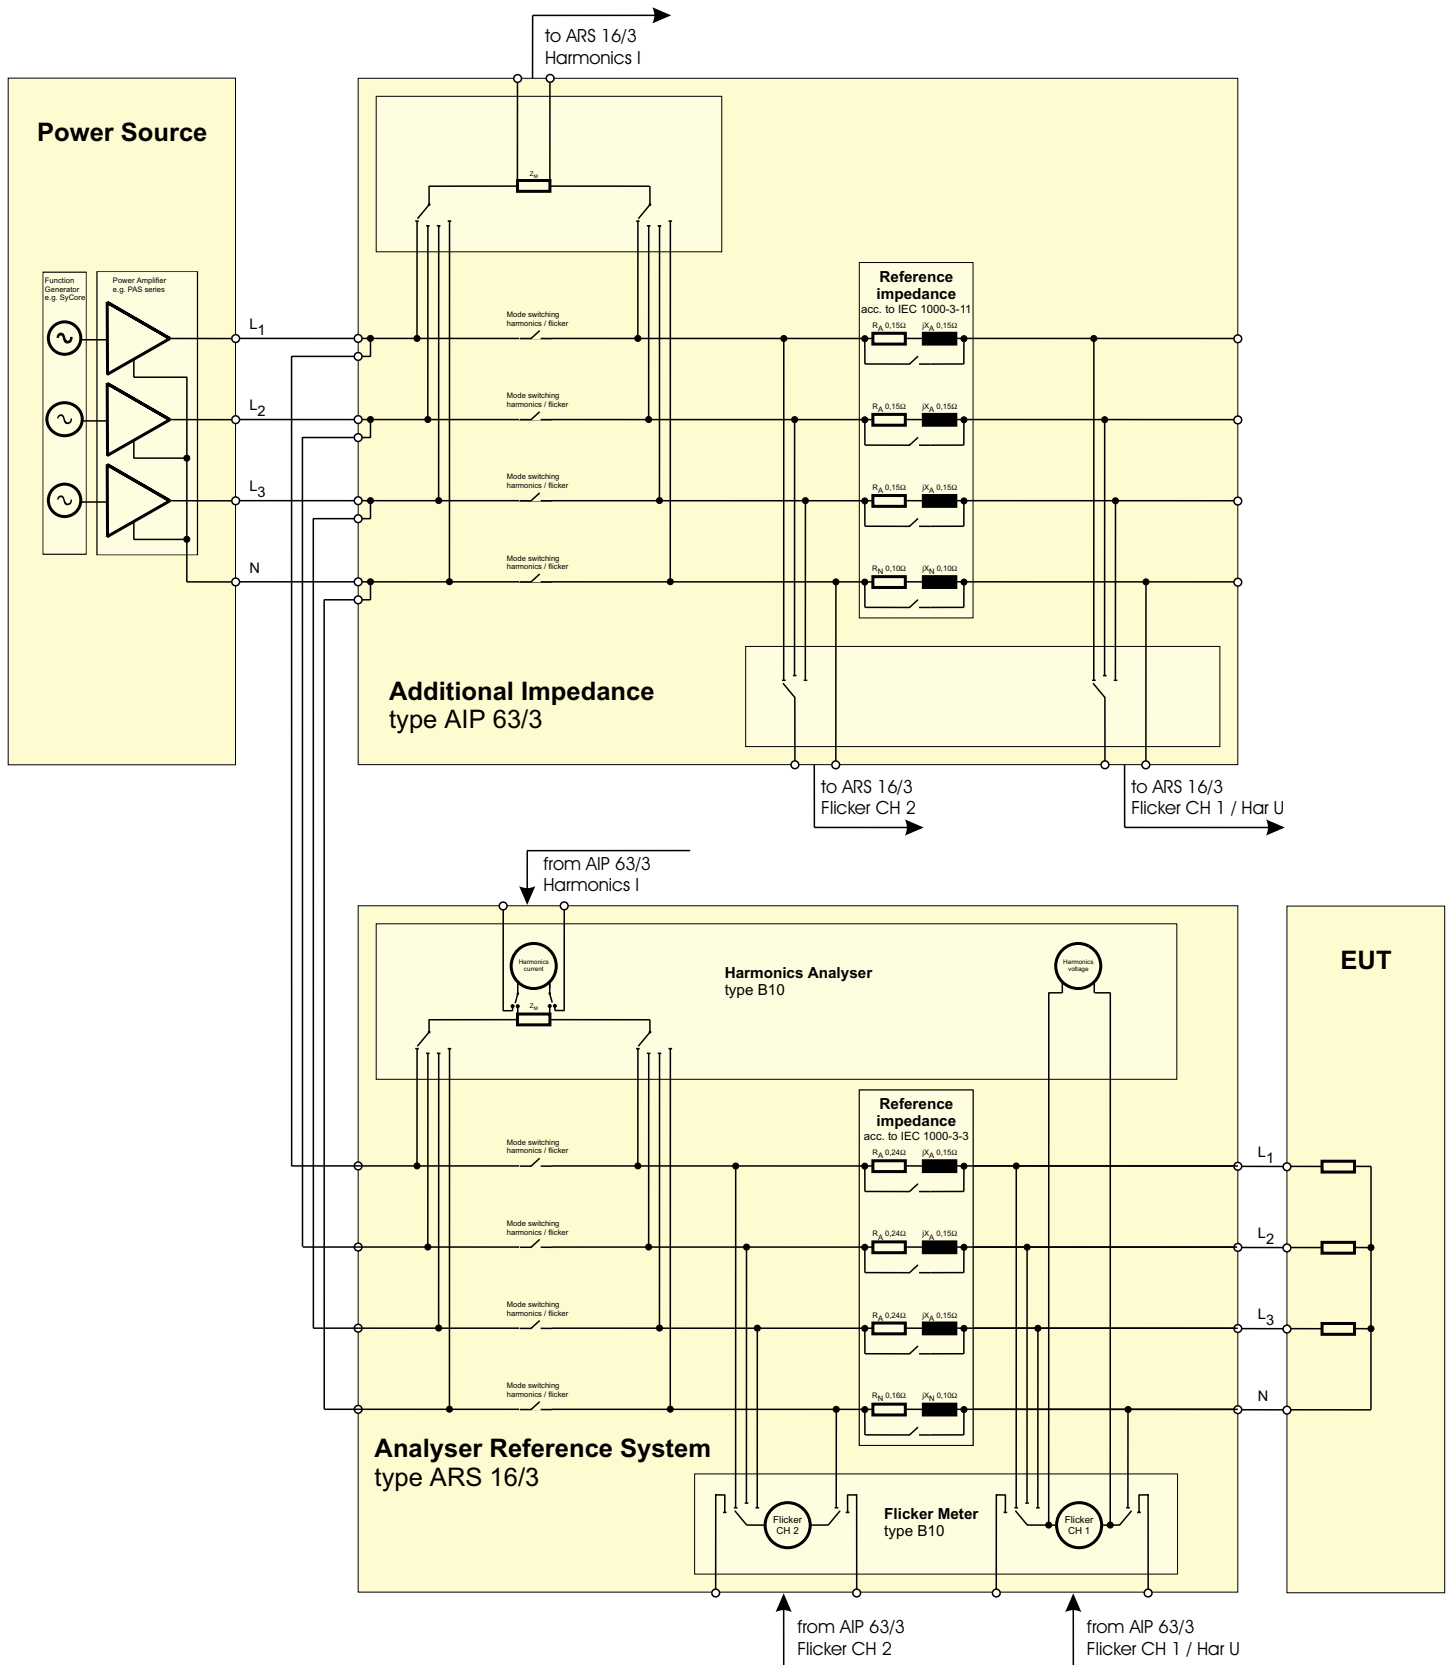 to ARS 16/3
Harmonics I
Power Source
Z_M
Function
Generator
e.g. SyCore
Power Amplifier
e.g. PAS series
Reference
impedance
acc. to IEC 1000-3-11
L1
Mode switching
harmonics / flicker
R_A 0,15Ω jX_A 0,15Ω
L2
Mode switching
harmonics / flicker
R_A 0,15Ω jX_A 0,15Ω
L3
Mode switching
harmonics / flicker
R_A 0,15Ω jX_A 0,15Ω
N
Mode switching
harmonics / flicker
R_N 0,10Ω jX_N 0,10Ω
Additional Impedance
type AIP 63/3
to ARS 16/3
Flicker CH 2
to ARS 16/3
Flicker CH 1 / Har U
from AIP 63/3
Harmonics I
Harmonics
current
Harmonics
voltage
Harmonics Analyser
type B10
EUT
Z_M
Reference
impedance
acc. to IEC 1000-3-3
Mode switching
harmonics / flicker
R_A 0,24Ω jX_A 0,15Ω
L1
Mode switching
harmonics / flicker
R_A 0,24Ω jX_A 0,15Ω
L2
Mode switching
harmonics / flicker
R_A 0,24Ω jX_A 0,15Ω
L3
Mode switching
harmonics / flicker
R_N 0,16Ω jX_N 0,10Ω
N
Analyser Reference System
type ARS 16/3
Flicker
CH 2
Flicker Meter
type B10
Flicker
CH 1
from AIP 63/3
Flicker CH 2
from AIP 63/3
Flicker CH 1 / Har U